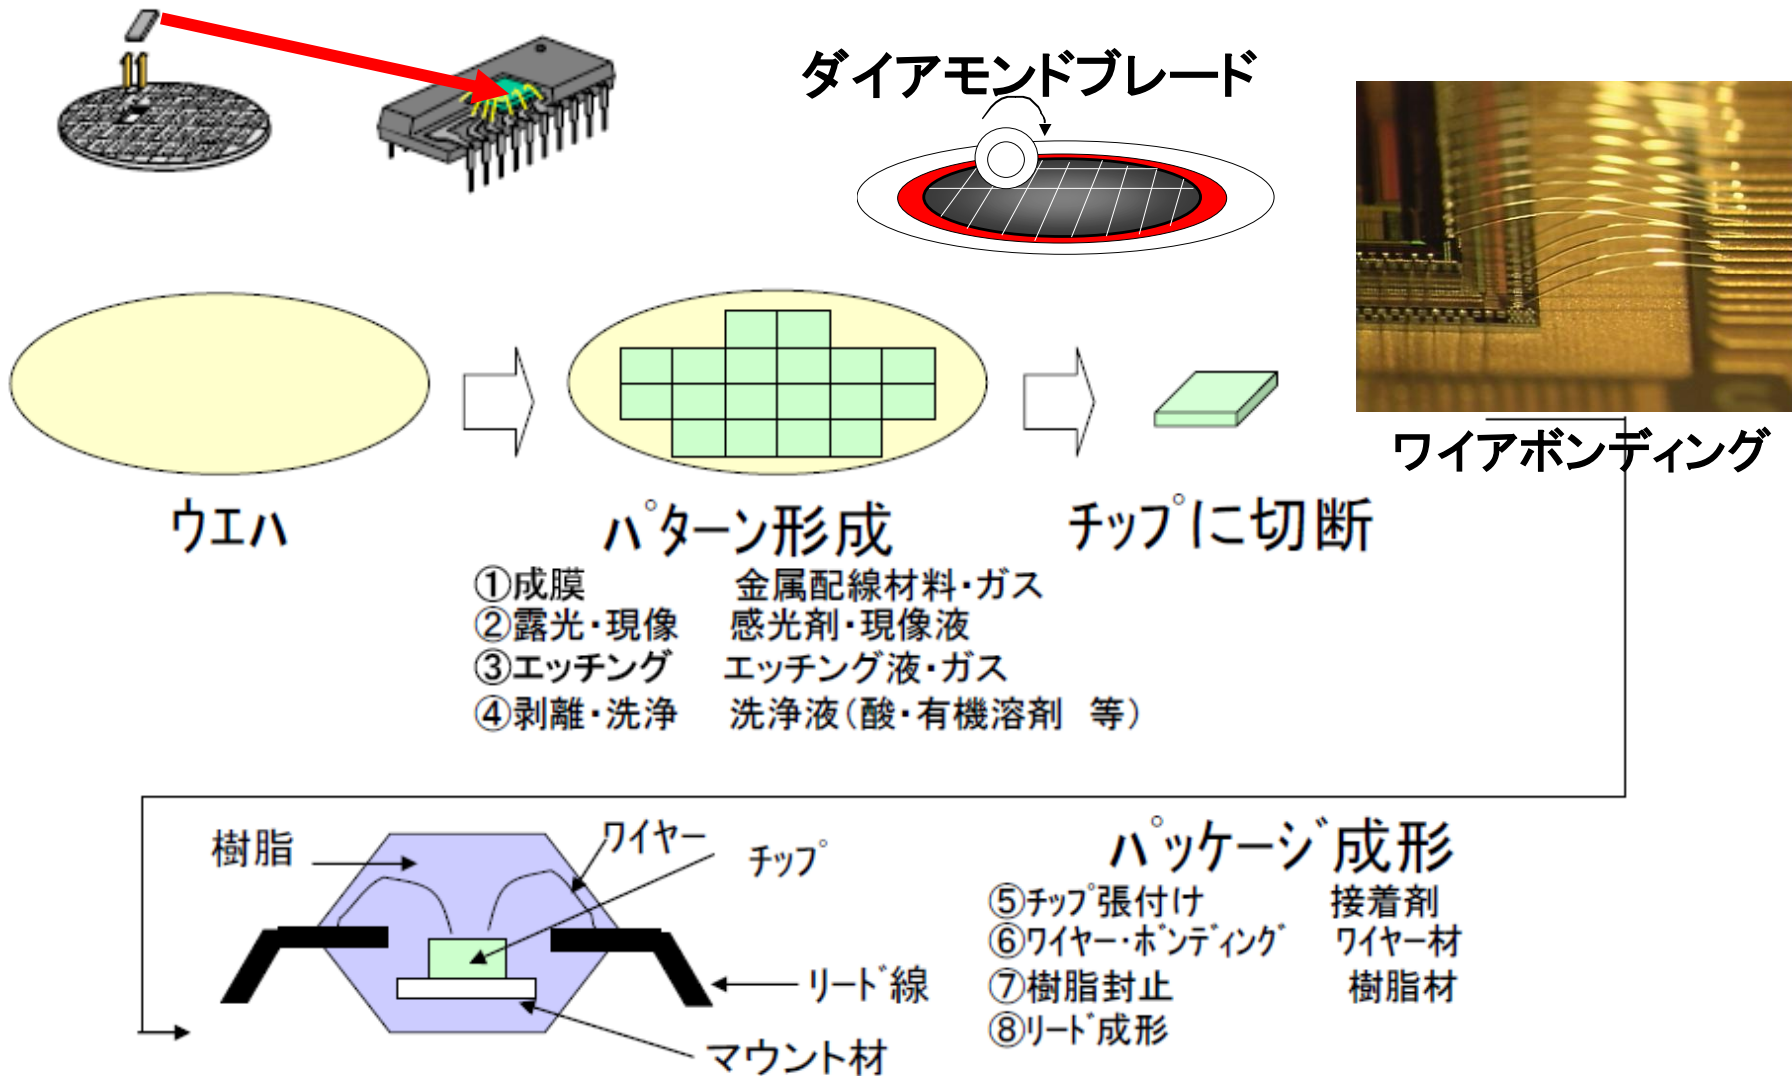 ダイアモンドブレード
ワイアボンディング
ｳｴﾊ
ﾊﾟﾀｰﾝ形成
ﾁｯﾌﾟに切断
①成膜　金属配線材料・ガス
②露光・現像　感光剤・現像液
③エッチング　エッチング液・ガス
④剥離・洗浄　洗浄液（酸・有機溶剤　等）
樹脂
ﾜｲﾔｰ
ﾁｯﾌﾟ
ﾘｰﾄﾞ線
マウント材
ﾊﾟｯｹｰｼﾞ成形
⑤ﾁｯﾌﾟ張付け　接着剤
⑥ﾜｲﾔｰ・ﾎﾞﾝﾃﾞｨﾝｸﾞ　ﾜｲﾔｰ材
⑦樹脂封止　樹脂材
⑧ﾘｰﾄﾞ成形